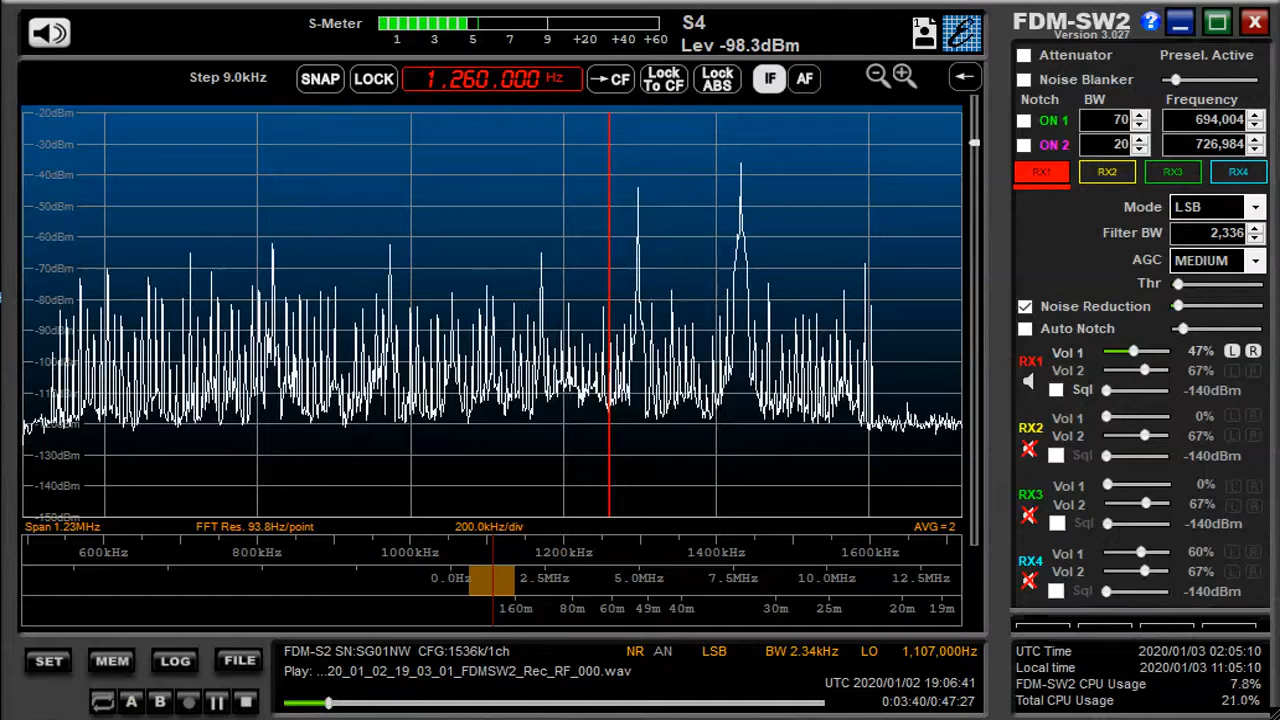 S-Meter
1 3 5 7 9 +20 +40 +60
S4
Lev -98.3dBm
FDM-SW2
Version 3.027
?
X
Step 9.0kHz
SNAP
LOCK
1,260,000 Hz
→CF
Lock To CF
Lock ABS
IF
AF
-20dBm
-30dBm
-40dBm
-50dBm
-60dBm
-70dBm
-80dBm
-90dBm
-100dBm
-110dBm
-120dBm
-130dBm
-140dBm
-150dBm
Span 1.23MHz
FFT Res. 93.8Hz/point
200.0kHz/div
AVG = 2
600kHz 800kHz 1000kHz 1200kHz 1400kHz 1600kHz
0.0Hz 2.5MHz 5.0MHz 7.5MHz 10.0MHz 12.5MHz
160m 80m 60m 49m 40m 30m 25m 20m 19m
Attenuator
Presel. Active
Noise Blanker
Notch BW Frequency
ON 1 70 694,004
ON 2 20 726,984
RX1 RX2 RX3 RX4
Mode LSB
Filter BW 2,336
AGC MEDIUM
Thr
Noise Reduction
Auto Notch
RX1
Vol 1 47% L R
Vol 2 67% L R
Sql -140dBm
RX2
Vol 1 0% L R
Vol 2 67% L R
Sql -140dBm
RX3
Vol 1 0% L R
Vol 2 67% L R
Sql -140dBm
RX4
Vol 1 60% L R
Vol 2 67% L R
Sql -140dBm
SET
MEM
LOG
FILE
A
B
FDM-S2 SN:SG01NW CFG:1536k/1ch
NR AN LSB BW 2.34kHz LO 1,107,000Hz
Play: ...20_01_02_19_03_01_FDMSW2_Rec_RF_000.wav
UTC 2020/01/02 19:06:41
0:03:40/0:47:27
UTC Time 2020/01/03 02:05:10
Local time 2020/01/03 11:05:10
FDM-SW2 CPU Usage 7.8%
Total CPU Usage 21.0%